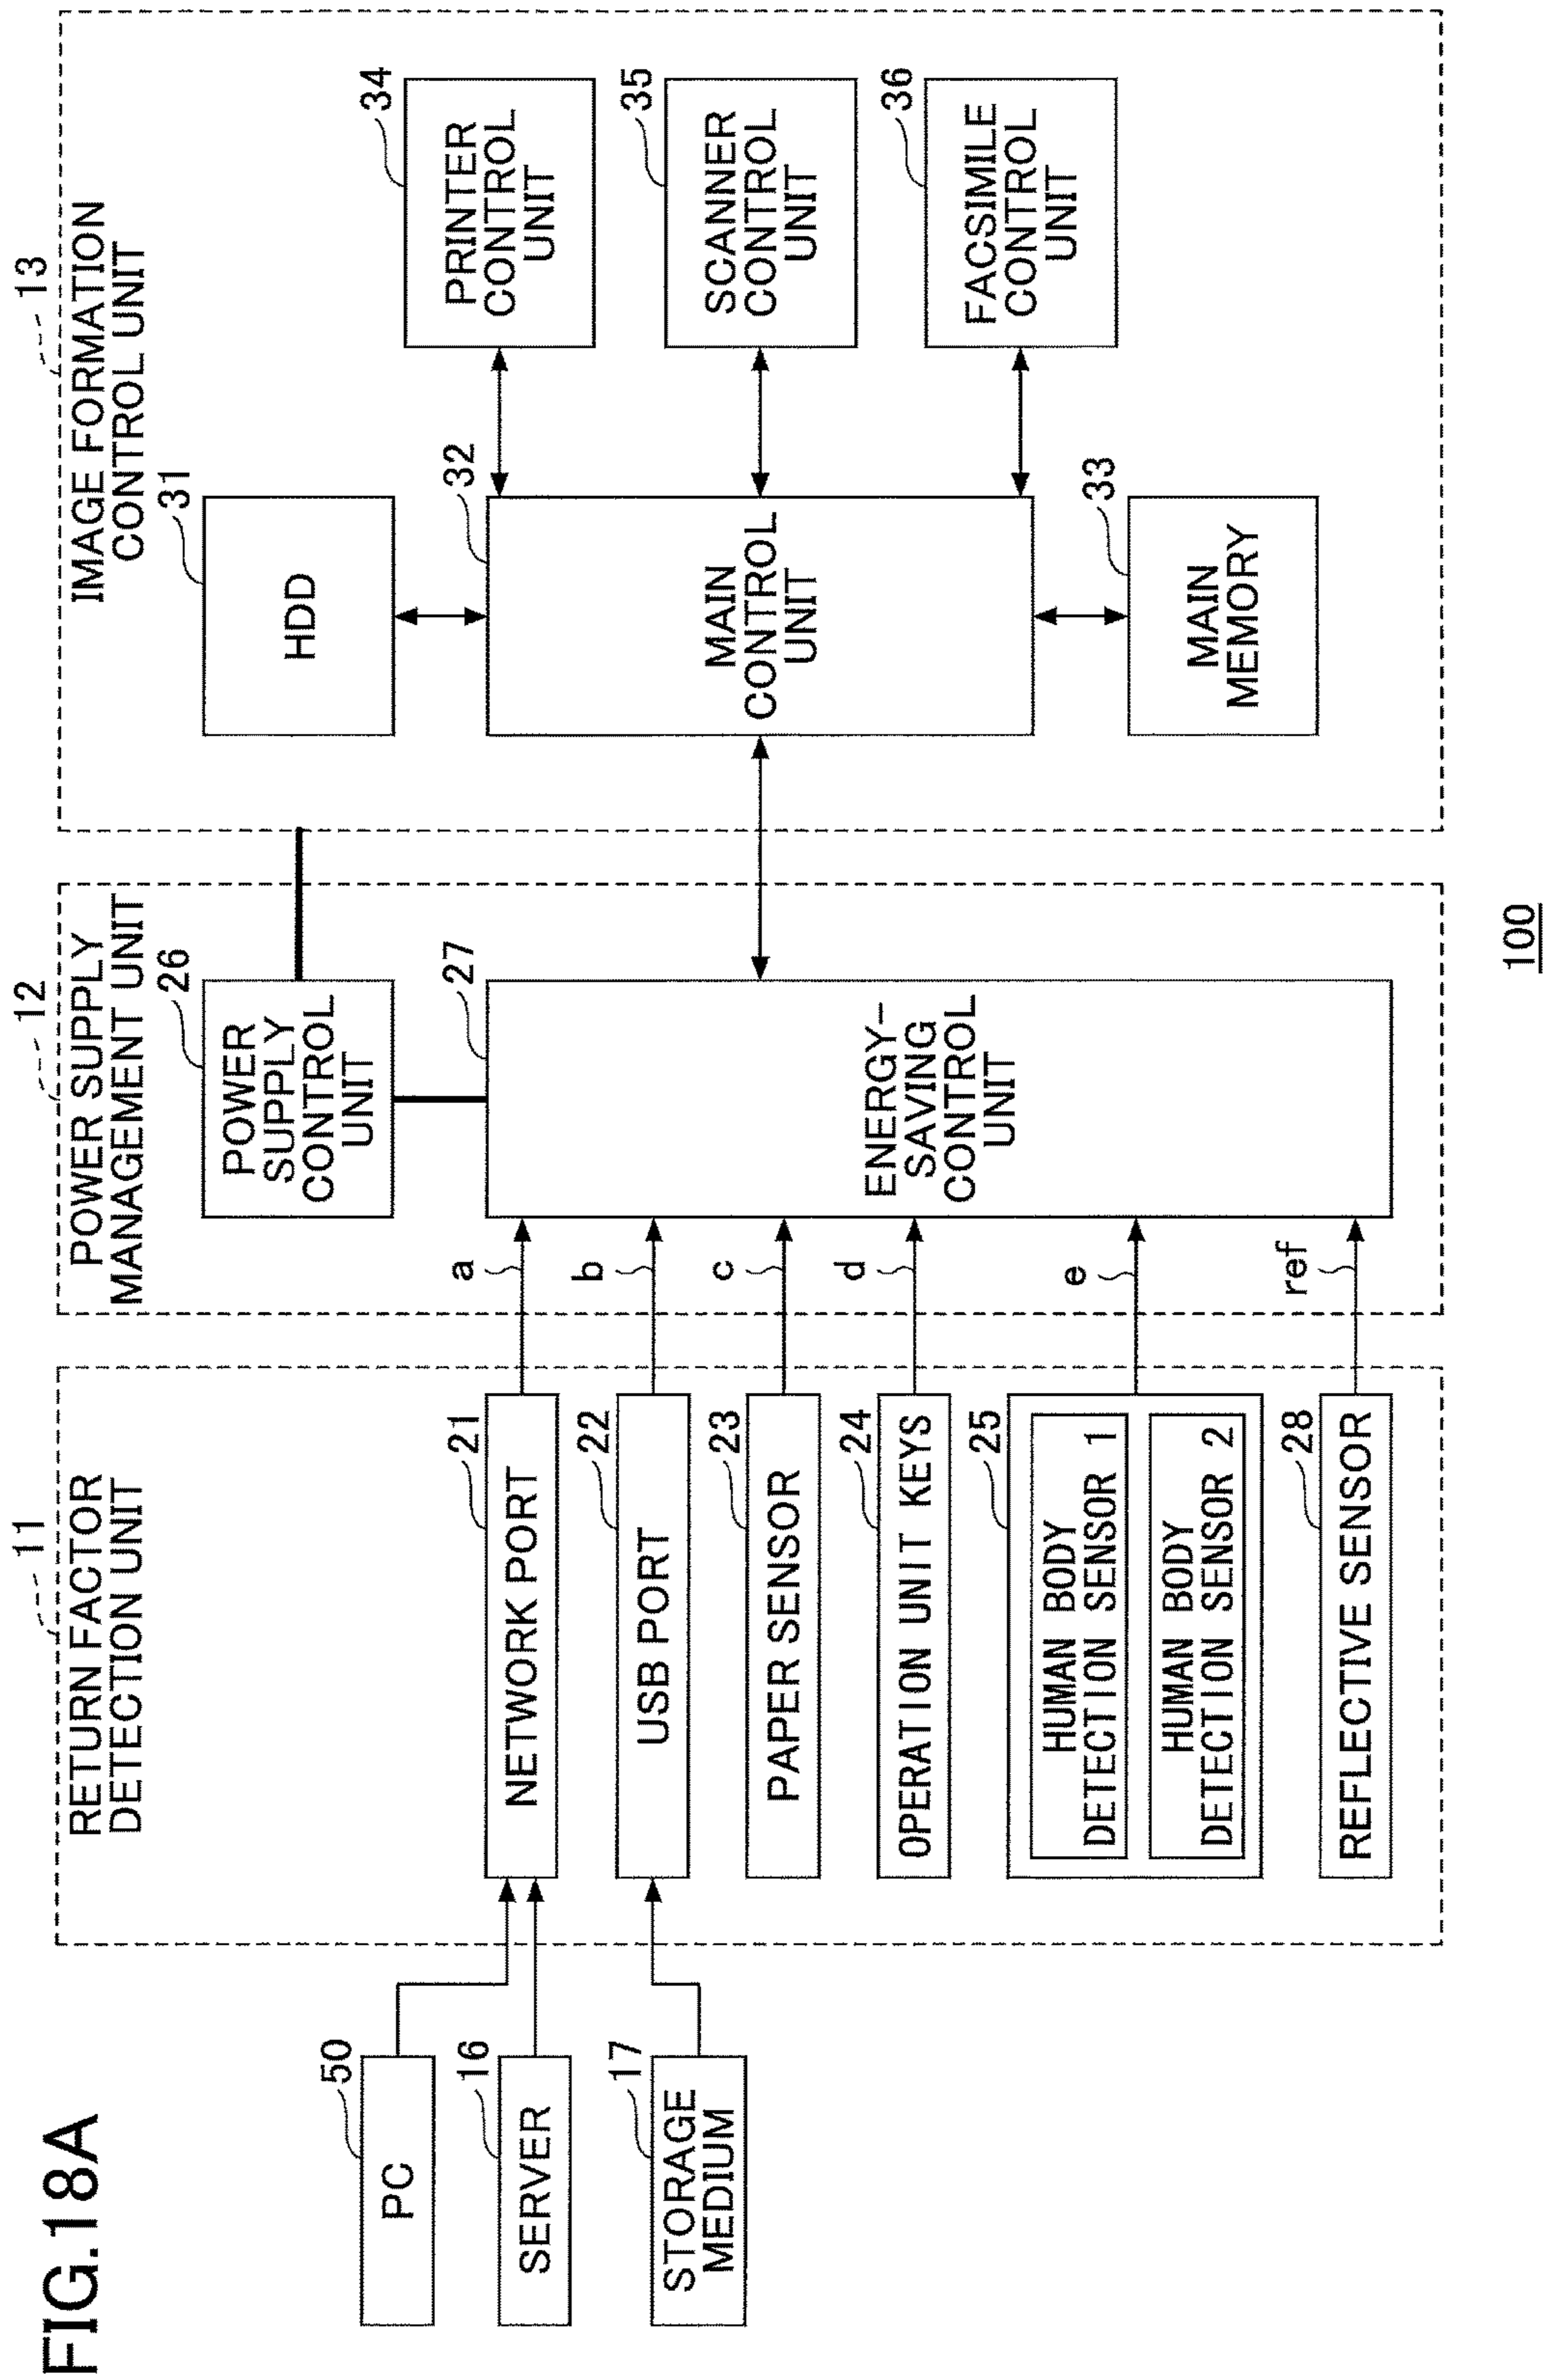 FIG.18A
PC
50
SERVER
16
STORAGE
MEDIUM
17
11
RETURN FACTOR
DETECTION UNIT
NETWORK PORT
21
USB PORT
22
PAPER SENSOR
23
OPERATION UNIT KEYS
24
25
HUMAN BODY
DETECTION SENSOR 1
HUMAN BODY
DETECTION SENSOR 2
REFLECTIVE SENSOR
28
12
POWER SUPPLY
MANAGEMENT UNIT
a
b
c
d
e
ref
26
POWER
SUPPLY
CONTROL
UNIT
27
ENERGY-
SAVING
CONTROL
UNIT
13
IMAGE FORMATION
CONTROL UNIT
31
HDD
32
MAIN
CONTROL
UNIT
33
MAIN
MEMORY
34
PRINTER
CONTROL
UNIT
35
SCANNER
CONTROL
UNIT
36
FACSIMILE
CONTROL
UNIT
100